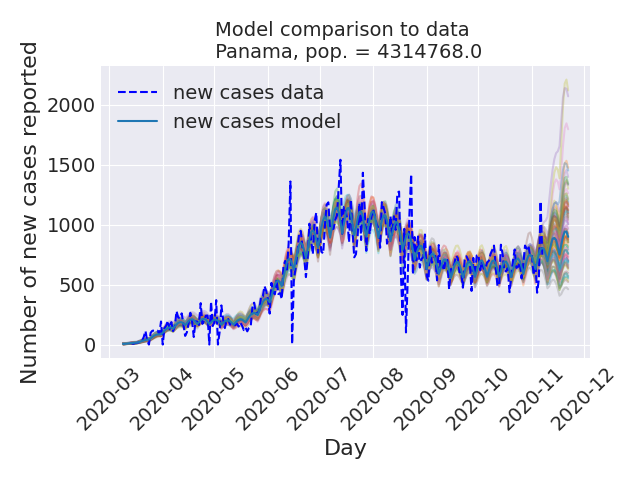 Model comparison to data
Panama, pop. = 4314768.0
new cases data
new cases model
Number of new cases reported
2000
1500
1000
500
0
2020-03
2020-04
2020-05
2020-06
2020-07
2020-08
2020-09
2020-10
2020-11
2020-12
Day